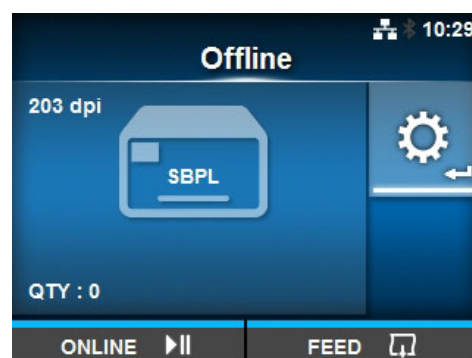 10:29
Offline
203 dpi
SBPL
QTY : 0
ONLINE FEED